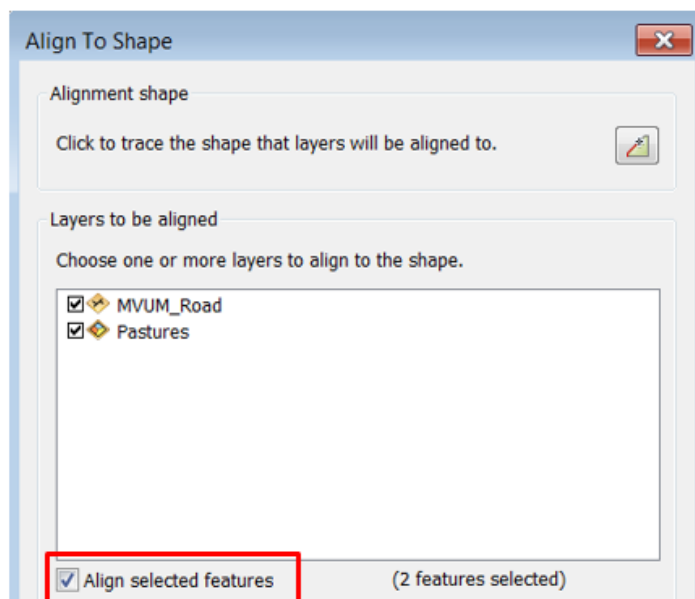 Align To Shape
Alignment shape
Click to trace the shape that layers will be aligned to.
Layers to be aligned
Choose one or more layers to align to the shape.
MVUM_Road
Pastures
Align selected features (2 features selected)